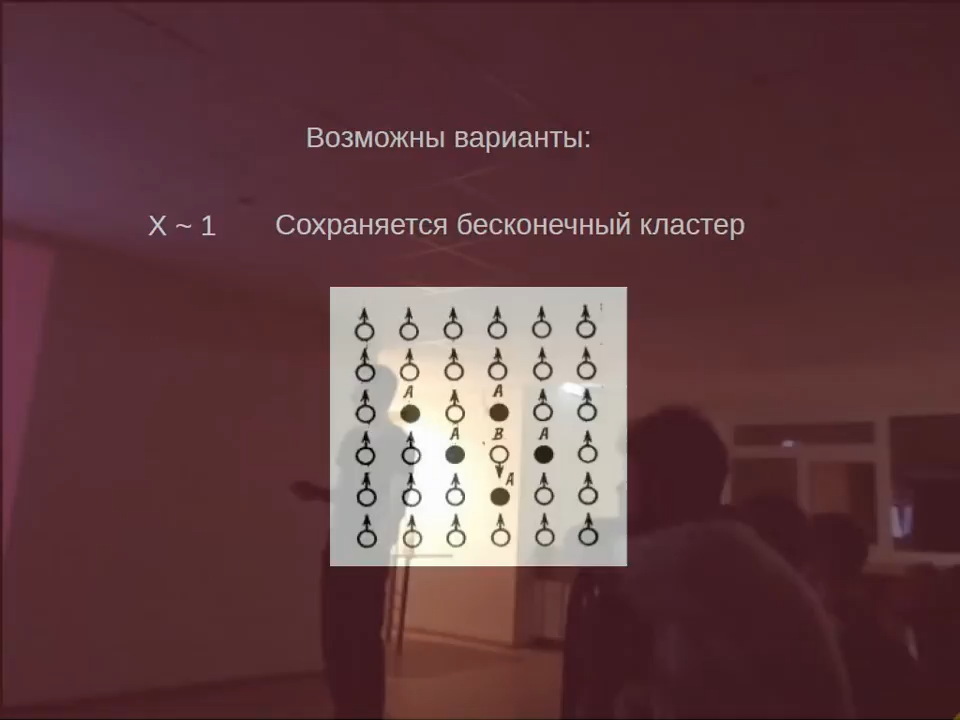 Возможны варианты:
X ~ 1 Сохраняется бесконечный кластер
A A
A B A
A